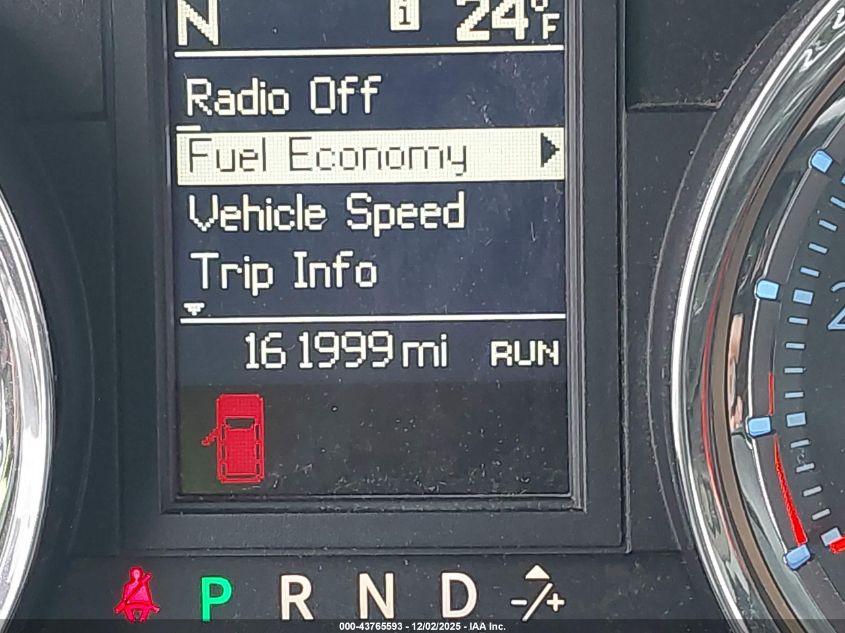 N i 24°F
Radio Off
Fuel Economy
Vehicle Speed
Trip Info
161999 mi RUN
P R N D -/+
000-43765593 - 12/02/2025 - IAA Inc.